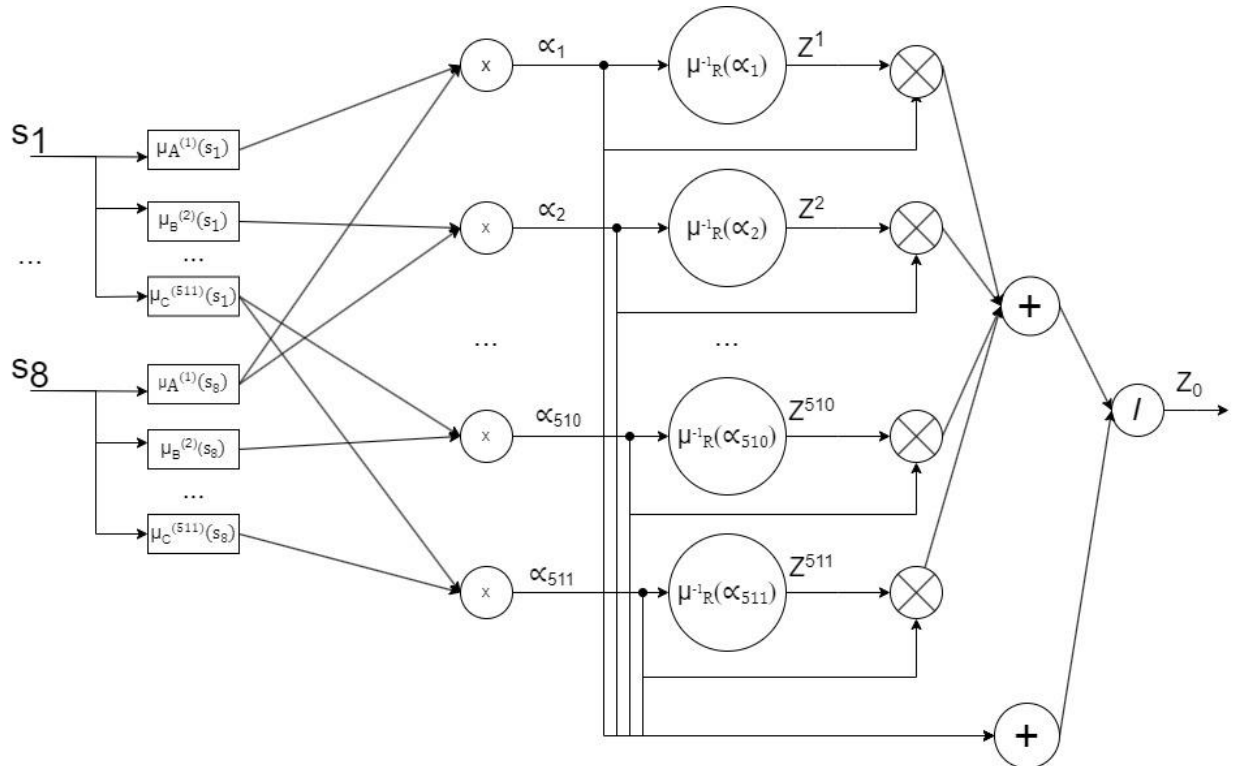 S1
μA⁽¹⁾(s₁)
μB⁽²⁾(s₁)
...
...
μC⁽⁵¹¹⁾(s₁)
S8
μA⁽¹⁾(s₈)
μB⁽²⁾(s₈)
...
μC⁽⁵¹¹⁾(s₈)
x
∝₁
μ⁻¹R(∝₁)
Z¹
x
∝₂
μ⁻¹R(∝₂)
Z²
...
...
x
∝₅₁₀
μ⁻¹R(∝₅₁₀)
Z⁵¹⁰
x
∝₅₁₁
μ⁻¹R(∝₅₁₁)
Z⁵¹¹
+
+
/
Z₀